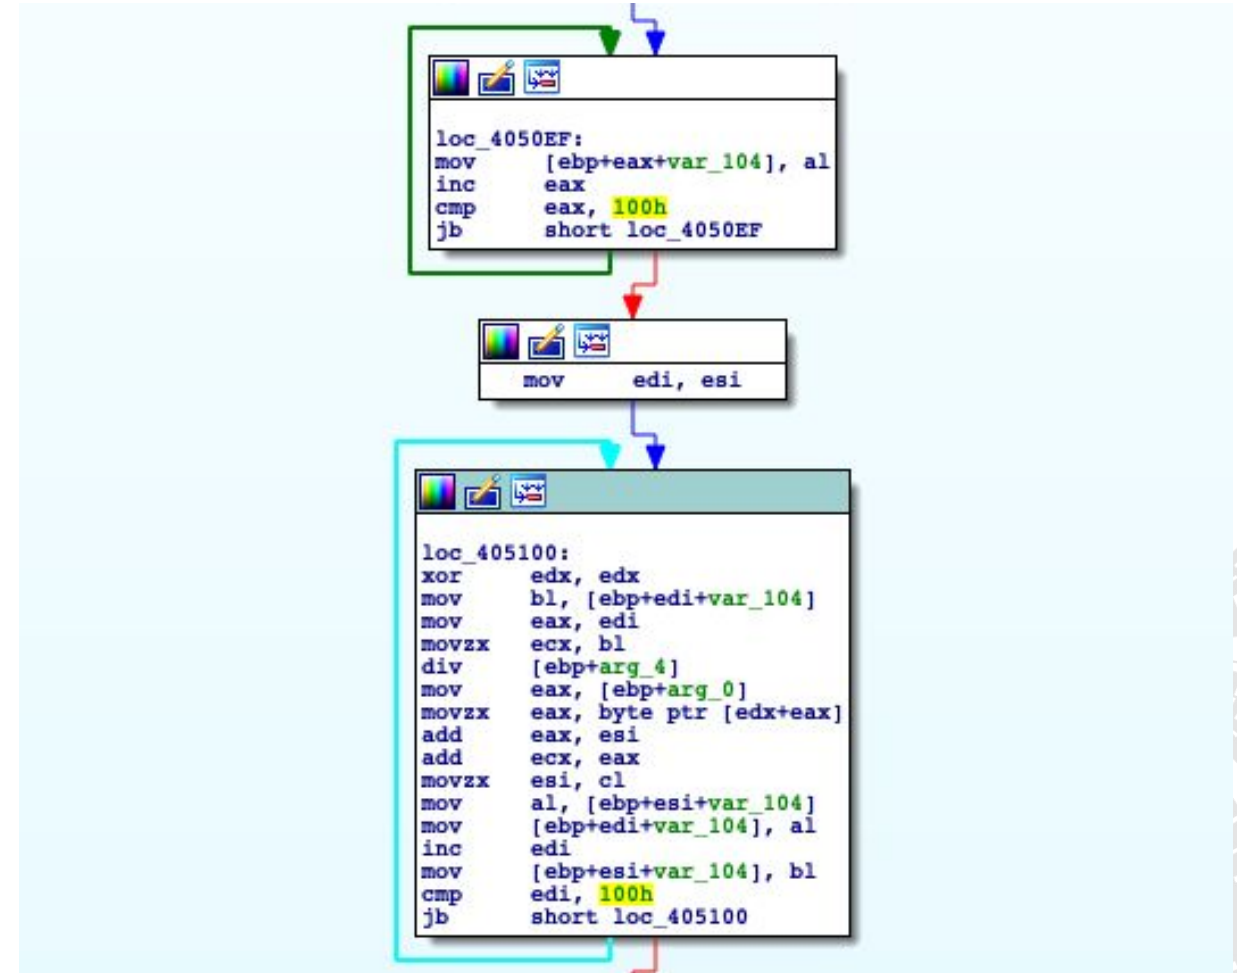 loc_4050EF:
mov [ebp+eax+var_104], al
inc eax
cmp eax, 100h
jb short loc_4050EF
mov edi, esi
loc_405100:
xor edx, edx
mov bl, [ebp+edi+var_104]
mov eax, edi
movzx ecx, bl
div [ebp+arg_4]
mov eax, [ebp+arg_0]
movzx eax, byte ptr [edx+eax]
add eax, esi
add ecx, eax
movzx esi, cl
mov al, [ebp+esi+var_104]
mov [ebp+edi+var_104], al
inc edi
mov [ebp+esi+var_104], bl
cmp edi, 100h
jb short loc_405100